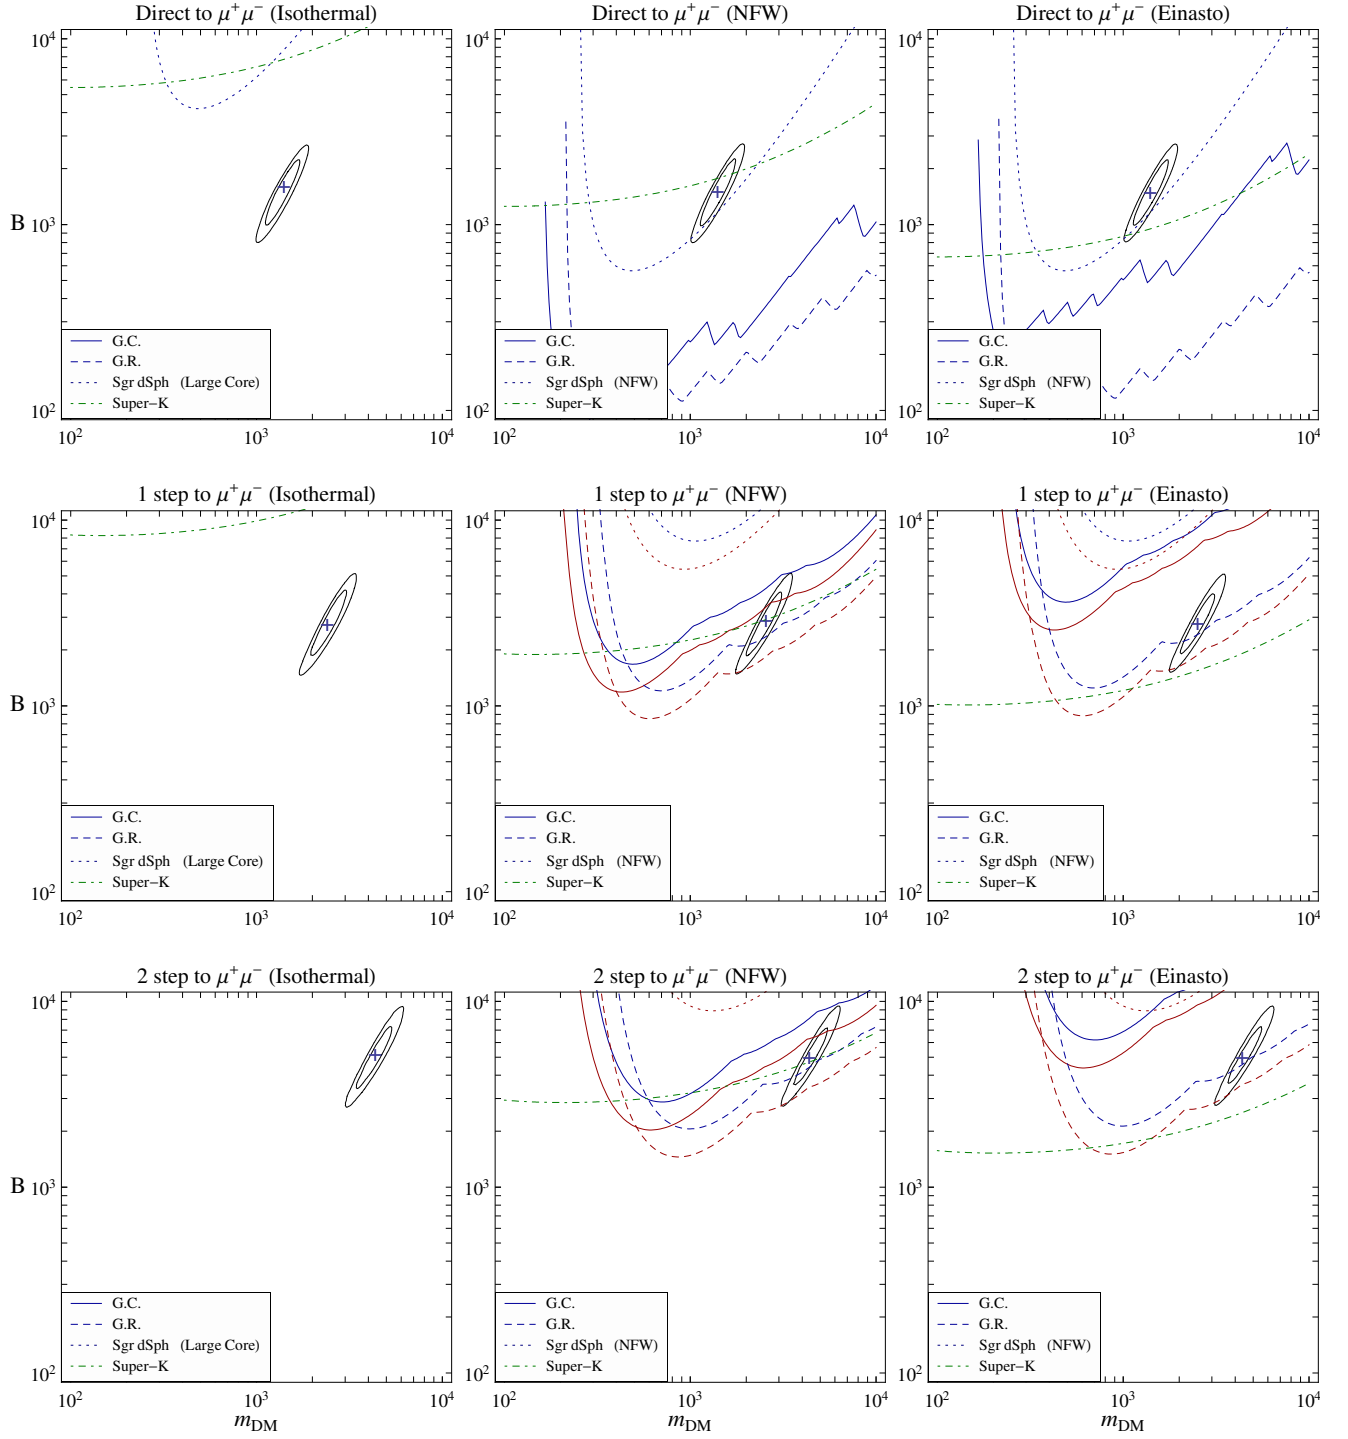 Direct to μ⁺μ⁻ (Isothermal)
Direct to μ⁺μ⁻ (NFW)
Direct to μ⁺μ⁻ (Einasto)
10⁴
10³
10²
B
G.C.
G.R.
Sgr dSph (Large Core)
Super−K
10² 10³ 10⁴
10⁴
10³
10²
G.C.
G.R.
Sgr dSph (NFW)
Super−K
10² 10³ 10⁴
10⁴
10³
10²
G.C.
G.R.
Sgr dSph (NFW)
Super−K
10² 10³ 10⁴
1 step to μ⁺μ⁻ (Isothermal)
1 step to μ⁺μ⁻ (NFW)
1 step to μ⁺μ⁻ (Einasto)
10⁴
10³
10²
B
G.C.
G.R.
Sgr dSph (Large Core)
Super−K
10² 10³ 10⁴
10⁴
10³
10²
G.C.
G.R.
Sgr dSph (NFW)
Super−K
10² 10³ 10⁴
10⁴
10³
10²
G.C.
G.R.
Sgr dSph (NFW)
Super−K
10² 10³ 10⁴
2 step to μ⁺μ⁻ (Isothermal)
2 step to μ⁺μ⁻ (NFW)
2 step to μ⁺μ⁻ (Einasto)
10⁴
10³
10²
B
G.C.
G.R.
Sgr dSph (Large Core)
Super−K
10² 10³ 10⁴
m_DM
10⁴
10³
10²
G.C.
G.R.
Sgr dSph (NFW)
Super−K
10² 10³ 10⁴
m_DM
10⁴
10³
10²
G.C.
G.R.
Sgr dSph (NFW)
Super−K
10² 10³ 10⁴
m_DM